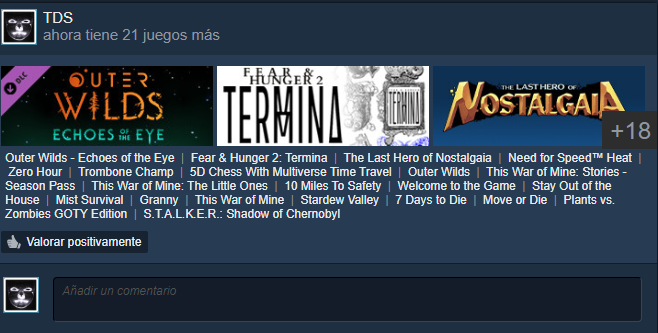 TDS
ahora tiene 21 juegos más
DLC
OUTER WILDS
ECHOES OF THE EYE
FEAR & HUNGER 2
TERMINA
TERMINA
THE LAST HERO OF
NOSTALGAIA
+18
Outer Wilds - Echoes of the Eye | Fear & Hunger 2: Termina | The Last Hero of Nostalgaia | Need for Speed™ Heat |
Zero Hour | Trombone Champ | 5D Chess With Multiverse Time Travel | Outer Wilds | This War of Mine: Stories -
Season Pass | This War of Mine: The Little Ones | 10 Miles To Safety | Welcome to the Game | Stay Out of the
House | Mist Survival | Granny | This War of Mine | Stardew Valley | 7 Days to Die | Move or Die | Plants vs.
Zombies GOTY Edition | S.T.A.L.K.E.R.: Shadow of Chernobyl
Valorar positivamente
Añadir un comentario